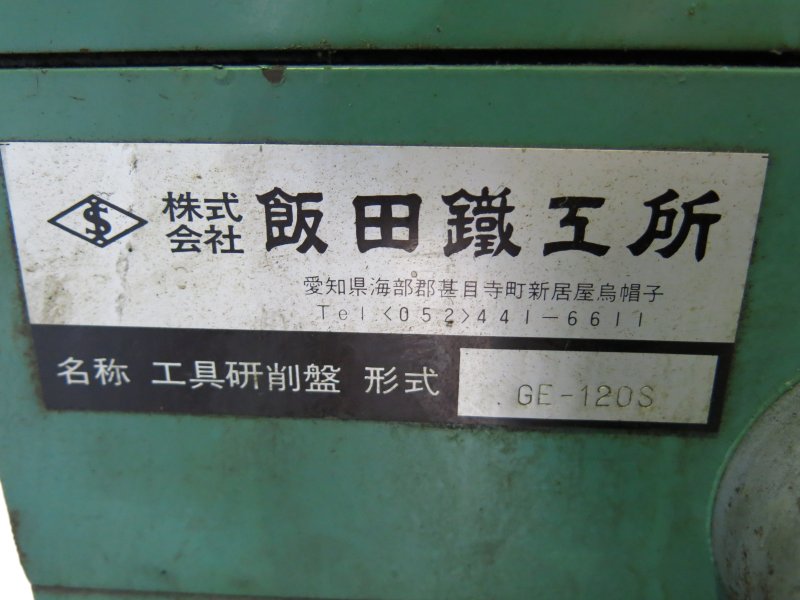 株式会社 飯田鐵工所
愛知県海部郡甚目寺町新居屋烏帽子
Tel <052>441-6611
名称 工具研削盤 形式 GE-120S